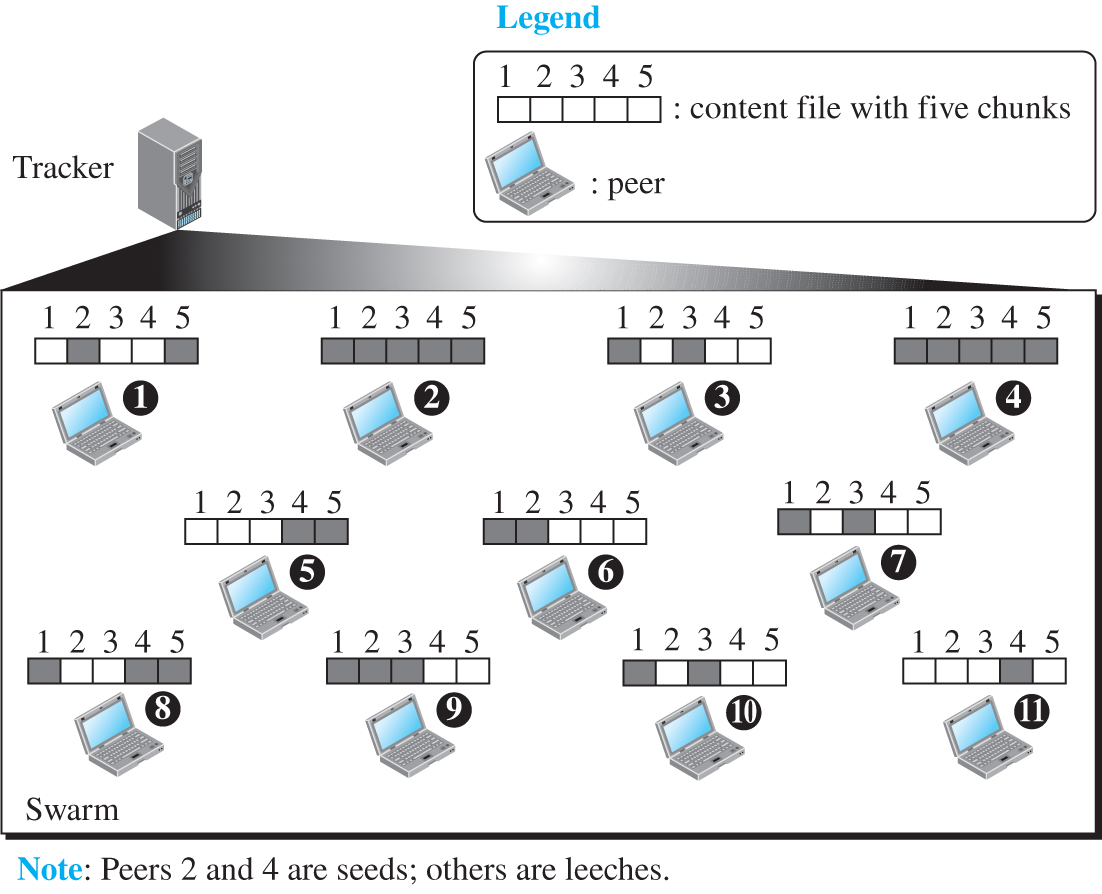 Legend
1 2 3 4 5
: content file with five chunks
Tracker
: peer
1 2 3 4 5
1 2 3 4 5
1 2 3 4 5
1 2 3 4 5
1
2
3
4
1 2 3 4 5
1 2 3 4 5
1 2 3 4 5
5
6
7
1 2 3 4 5
1 2 3 4 5
1 2 3 4 5
1 2 3 4 5
8
9
10
11
Swarm
Note: Peers 2 and 4 are seeds; others are leeches.